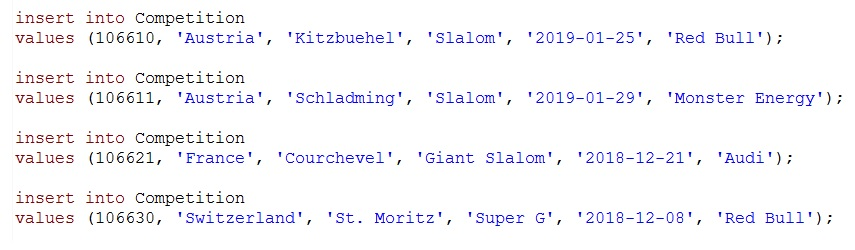 insert into Competition
values (106610, 'Austria', 'Kitzbuehel', 'Slalom', '2019-01-25', 'Red Bull');
insert into Competition
values (106611, 'Austria', 'Schladming', 'Slalom', '2019-01-29', 'Monster Energy');
insert into Competition
values (106621, 'France', 'Courchevel', 'Giant Slalom', '2018-12-21', 'Audi');
insert into Competition
values (106630, 'Switzerland', 'St. Moritz', 'Super G', '2018-12-08', 'Red Bull');